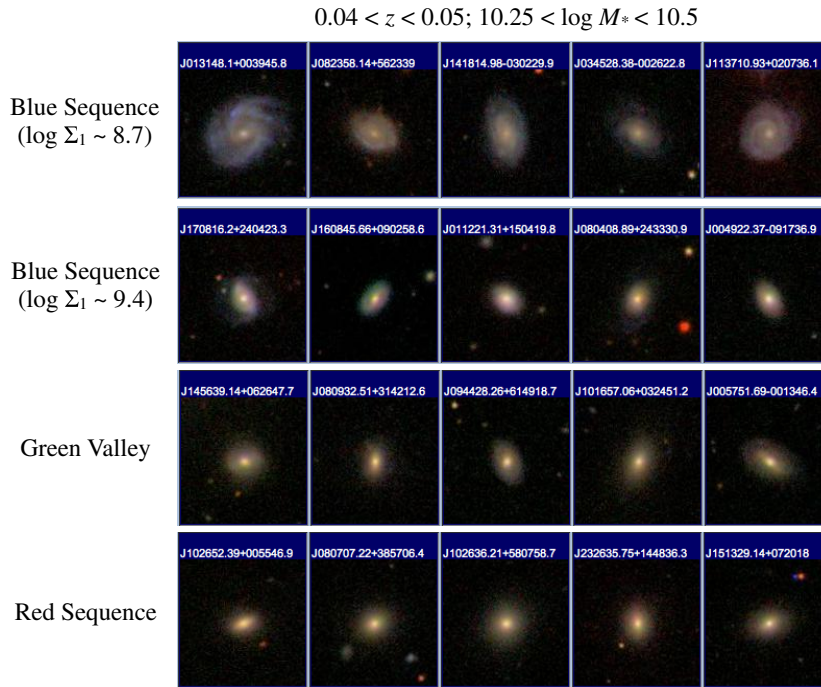 0.04 < z < 0.05; 10.25 < log M* < 10.5
Blue Sequence
(log Σ₁ ~ 8.7)
J013148.1+003945.8
J082358.14+562339
J141814.98-030229.9
J034528.38-002622.8
J113710.93+020736.1
Blue Sequence
(log Σ₁ ~ 9.4)
J170816.2+240423.3
J160845.66+090258.6
J011221.31+150419.8
J080408.89+243330.9
J004922.37-091736.9
Green Valley
J145639.14+062647.7
J080932.51+314212.6
J094428.26+614918.7
J101657.06+032451.2
J005751.69-001346.4
Red Sequence
J102652.39+005546.9
J080707.22+385706.4
J102636.21+580758.7
J232635.75+144836.3
J151329.14+072018